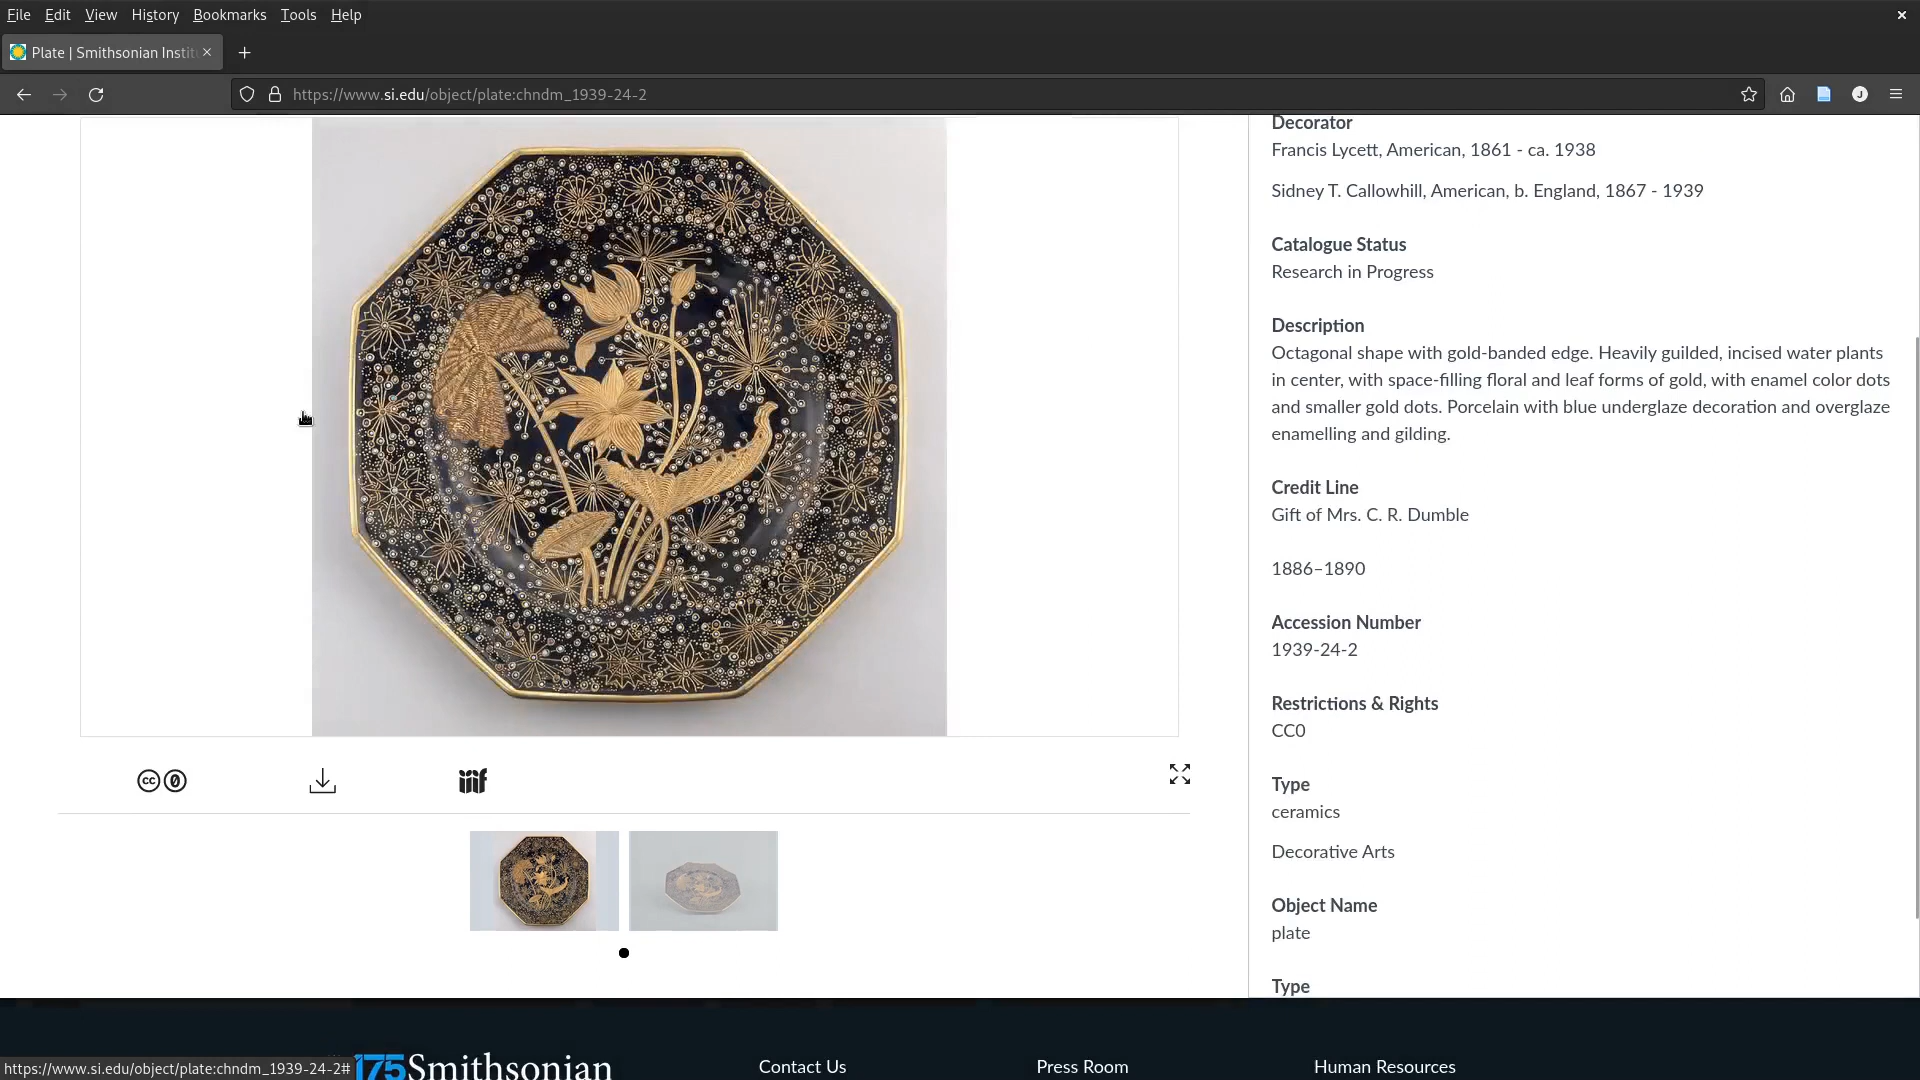 File Edit View History Bookmarks Tools Help
Plate | Smithsonian Instit
https://www.si.edu/object/plate:chndm_1939-24-2
Decorator
Francis Lycett, American, 1861 - ca. 1938
Sidney T. Callowhill, American, b. England, 1867 - 1939
Catalogue Status
Research in Progress
Description
Octagonal shape with gold-banded edge. Heavily guilded, incised water plants
in center, with space-filling floral and leaf forms of gold, with enamel color dots
and smaller gold dots. Porcelain with blue underglaze decoration and overglaze
enamelling and gilding.
Credit Line
Gift of Mrs. C. R. Dumble
1886–1890
Accession Number
1939-24-2
Restrictions & Rights
CC0
Type
ceramics
Decorative Arts
Object Name
plate
Type
cc 0
iiif
https://www.si.edu/object/plate:chndm_1939-24-2#
175 Smithsonian
Contact Us
Press Room
Human Resources
J